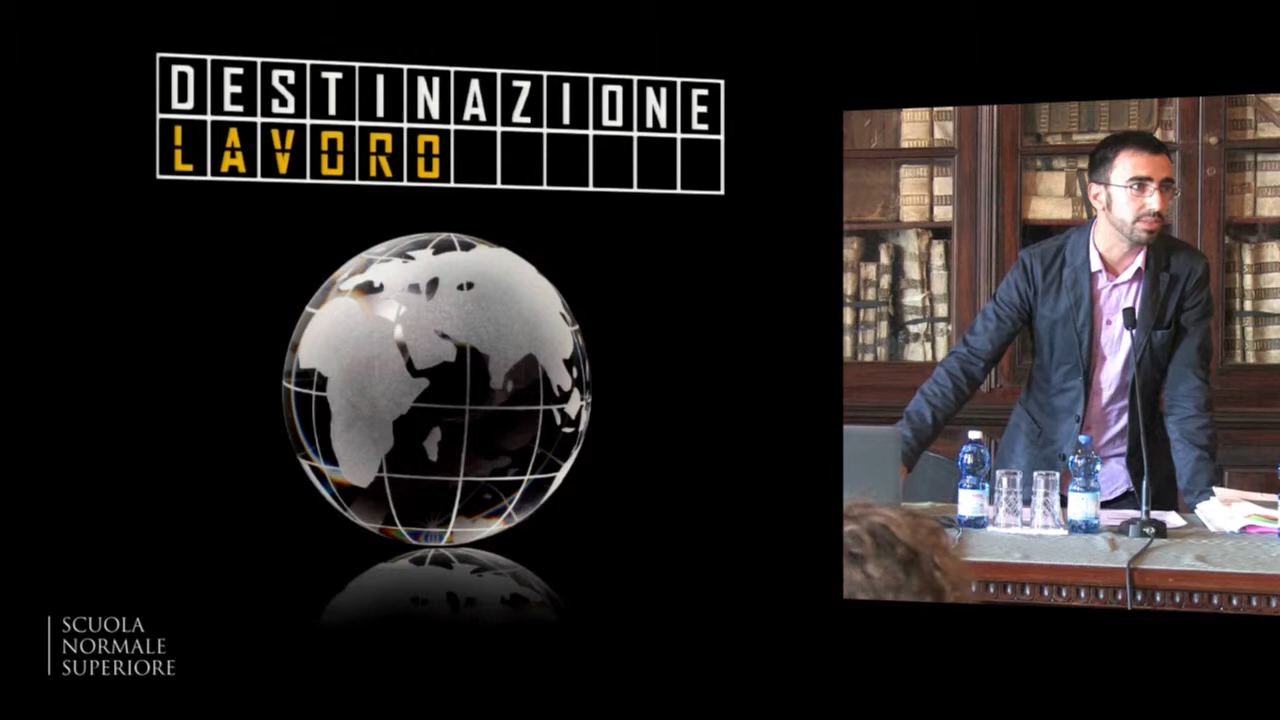 DESTINAZIONE
LAVORO
SCUOLA
NORMALE
SUPERIORE